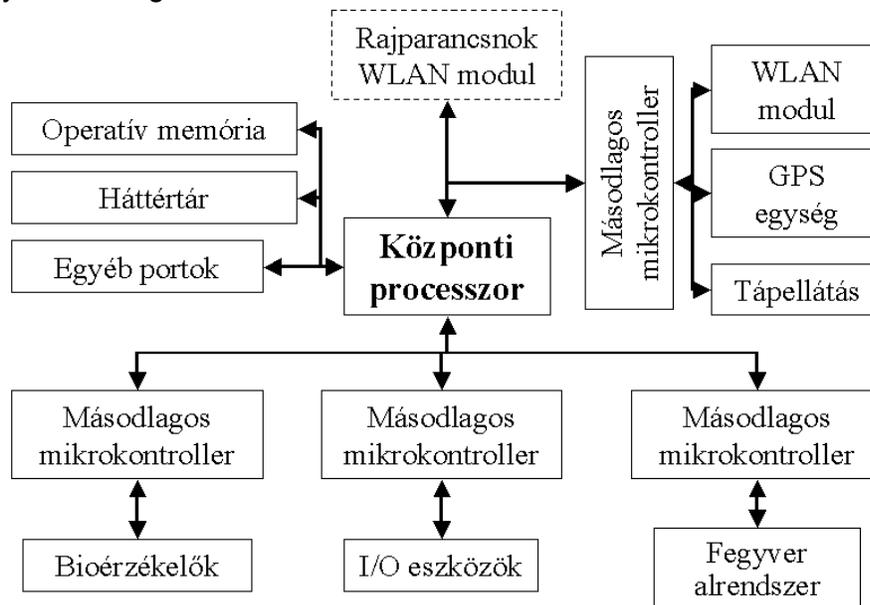 Rajparancsnok
WLAN modul
Operatív memória
Háttértár
Egyéb portok
Központi
processzor
Másodlagos
mikrokontroller
WLAN
modul
GPS
egység
Tápellátás
Másodlagos
mikrokontroller
Másodlagos
mikrokontroller
Másodlagos
mikrokontroller
Bioérzékelők
I/O eszközök
Fegyver
alrendszer